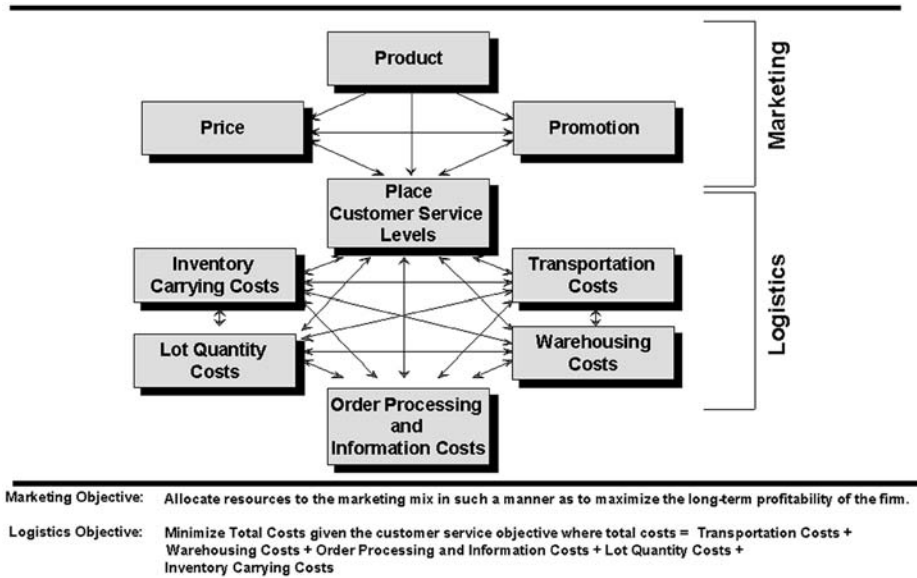 Product
Price
Promotion
Marketing
Place
Customer Service
Levels
Inventory
Carrying Costs
Transportation
Costs
Lot Quantity
Costs
Warehousing
Costs
Logistics
Order Processing
and
Information Costs
Marketing Objective: Allocate resources to the marketing mix in such a manner as to maximize the long-term profitability of the firm.
Logistics Objective: Minimize Total Costs given the customer service objective where total costs = Transportation Costs +
Warehousing Costs + Order Processing and Information Costs + Lot Quantity Costs +
Inventory Carrying Costs